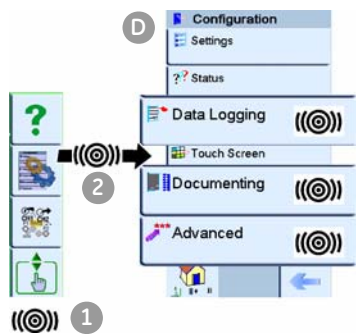 D
Configuration
Settings
?? Status
Data Logging
Touch Screen
Documenting
Advanced
?
2
1